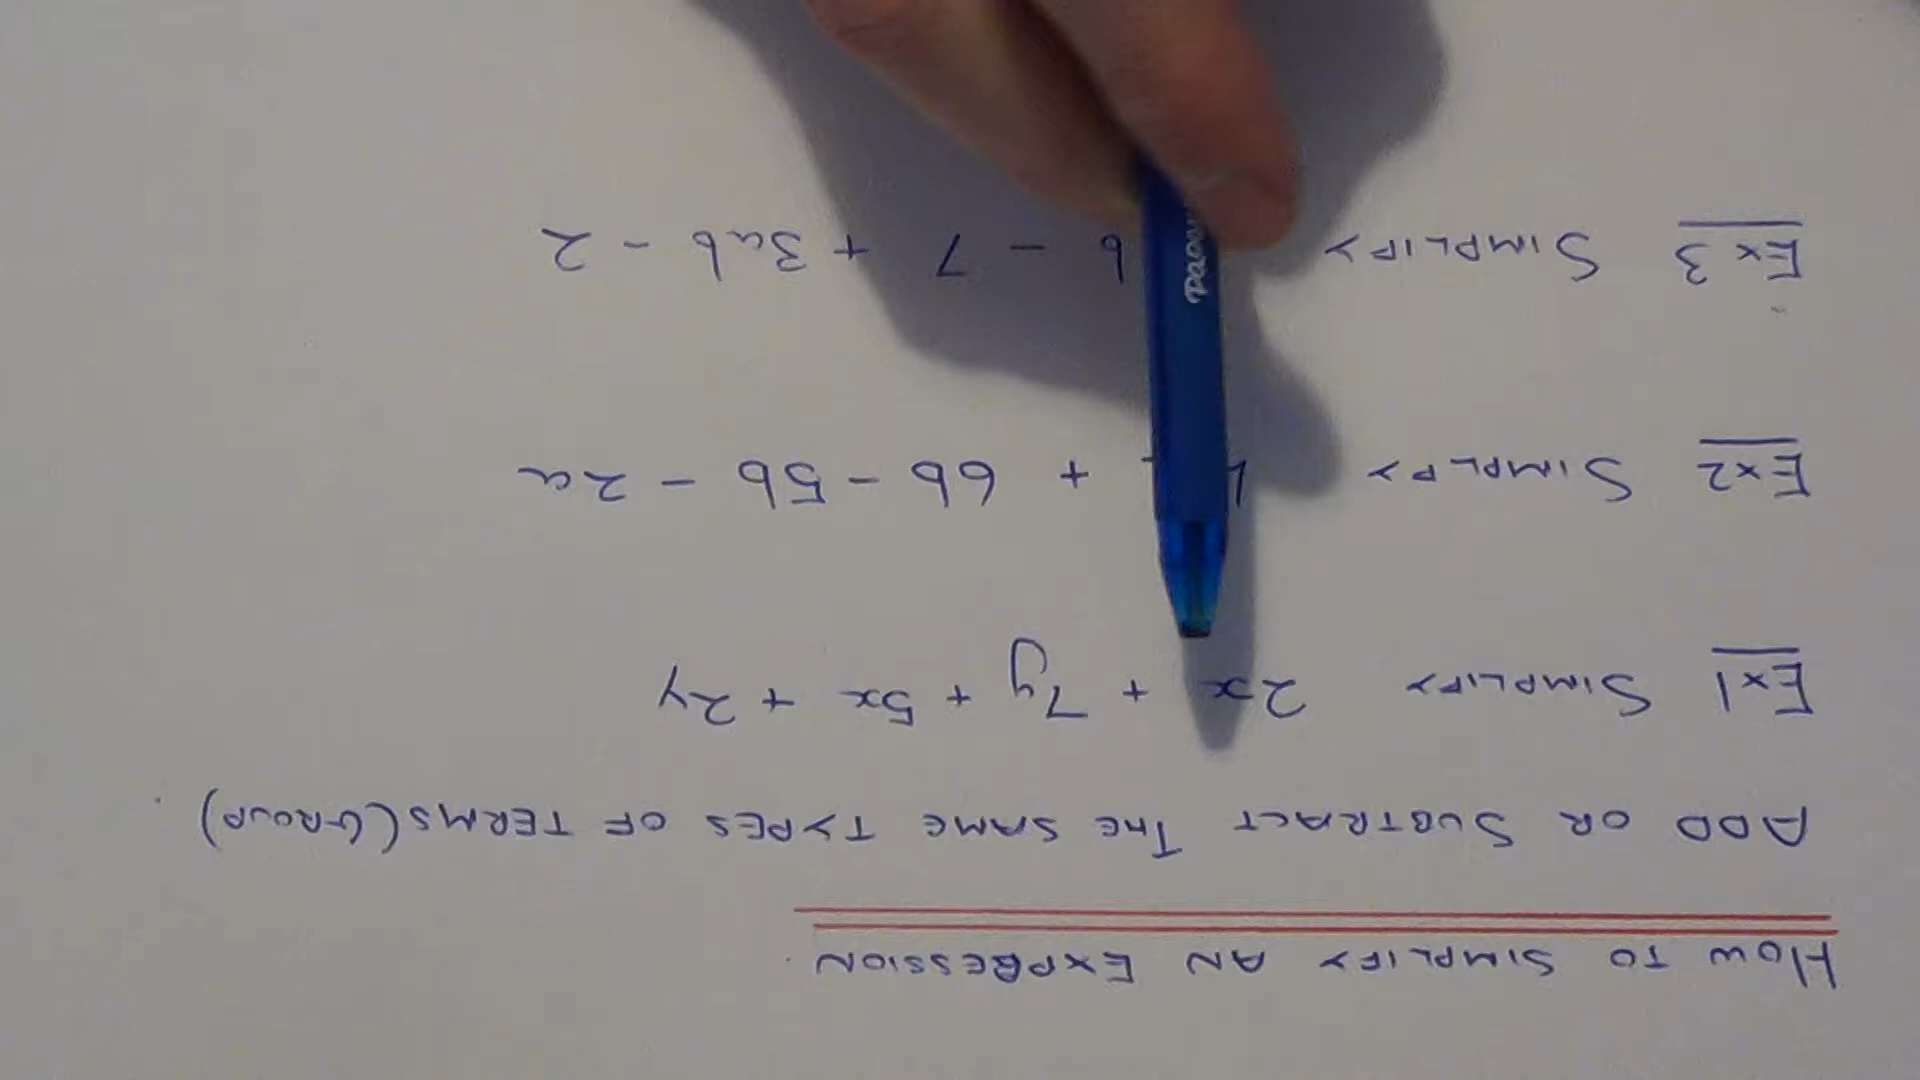 HOW TO SIMPLIFY AN EXPRESSION.
ADD OR SUBTRACT THE SAME TYPES OF TERMS (GROUP).
Ex1 SIMPLIFY 2x + 7y + 5x + 2y
Ex2 SIMPLFY + 6b - 5b - 2a
Ex3 SIMPLIFY b - 7 + 3ab - 2